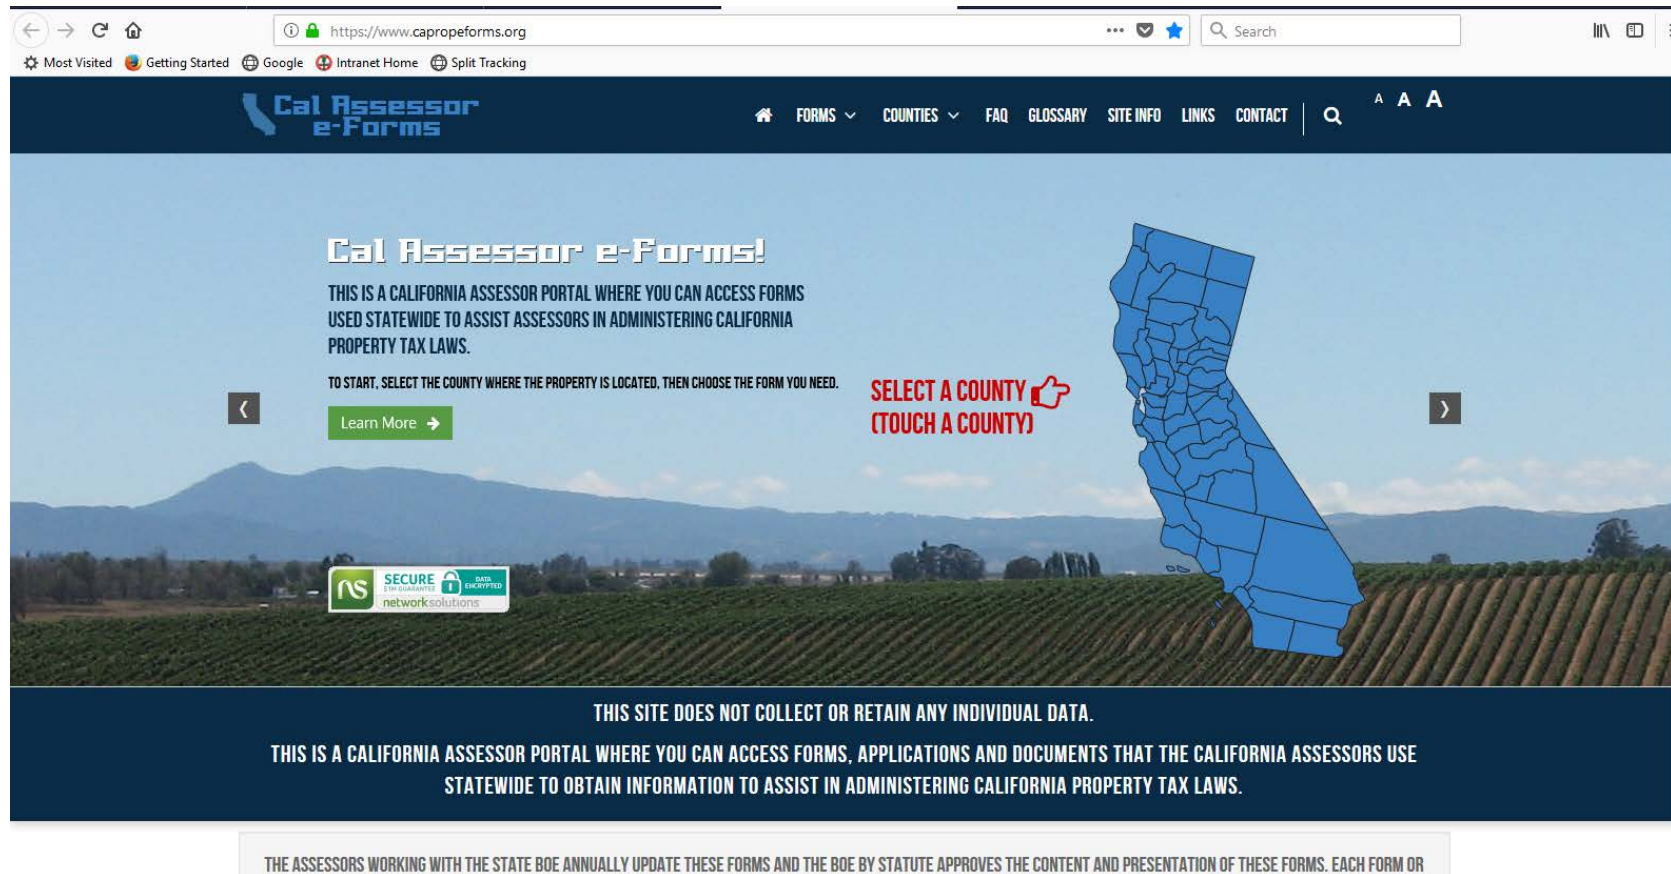 https://www.capropeforms.org
Search
Most Visited Getting Started Google Intranet Home Split Tracking
Cal Assessor
e-Forms
FORMS COUNTIES FAQ GLOSSARY SITE INFO LINKS CONTACT A A A
Cal Assessor e-Forms!
THIS IS A CALIFORNIA ASSESSOR PORTAL WHERE YOU CAN ACCESS FORMS
USED STATEWIDE TO ASSIST ASSESSORS IN ADMINISTERING CALIFORNIA
PROPERTY TAX LAWS.
TO START, SELECT THE COUNTY WHERE THE PROPERTY IS LOCATED, THEN CHOOSE THE FORM YOU NEED.
SELECT A COUNTY
(TOUCH A COUNTY)
Learn More
ns SECURE DATA
$1M GUARANTEE ENCRYPTED
networksolutions
THIS SITE DOES NOT COLLECT OR RETAIN ANY INDIVIDUAL DATA.
THIS IS A CALIFORNIA ASSESSOR PORTAL WHERE YOU CAN ACCESS FORMS, APPLICATIONS AND DOCUMENTS THAT THE CALIFORNIA ASSESSORS USE
STATEWIDE TO OBTAIN INFORMATION TO ASSIST IN ADMINISTERING CALIFORNIA PROPERTY TAX LAWS.
THE ASSESSORS WORKING WITH THE STATE BOE ANNUALLY UPDATE THESE FORMS AND THE BOE BY STATUTE APPROVES THE CONTENT AND PRESENTATION OF THESE FORMS. EACH FORM OR